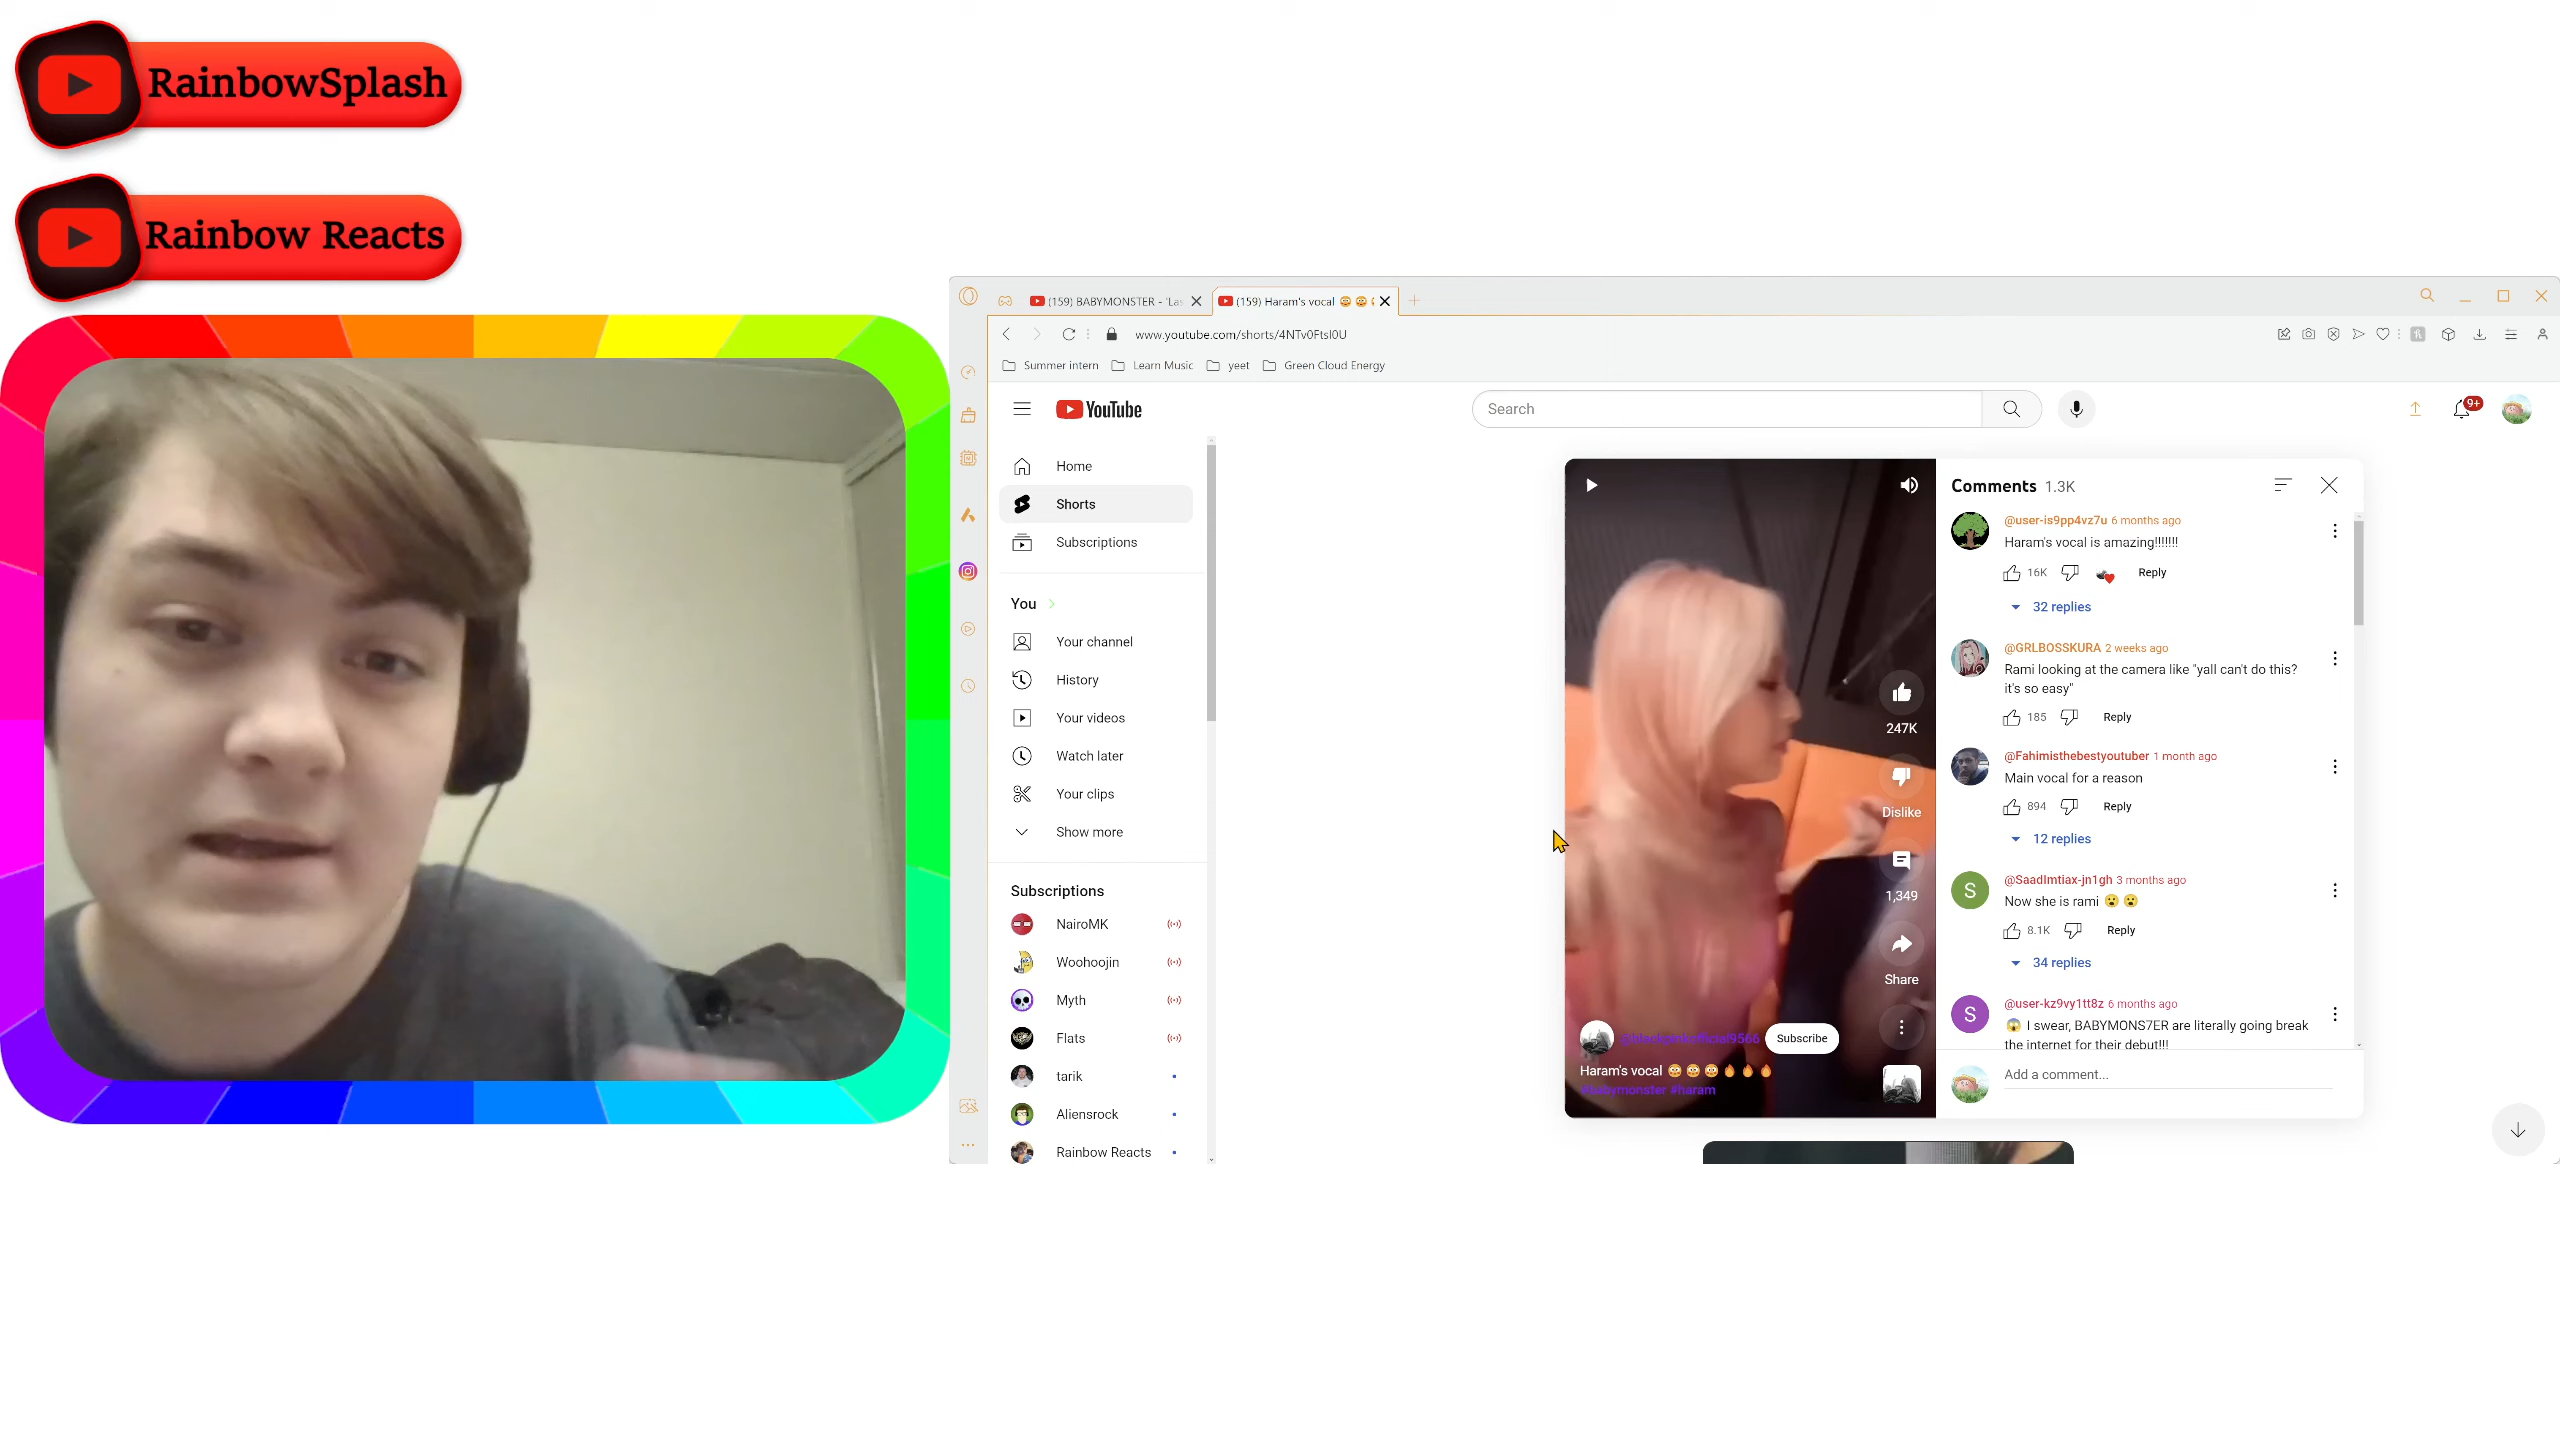 RainbowSplash
Rainbow Reacts
(159) BABYMONSTER - 'Las
(159) Haram's vocal 😳 😳
www.youtube.com/shorts/4NTv0FtsI0U
Summer intern
Learn Music
yeet
Green Cloud Energy
YouTube
Search
9+
Home
Shorts
Subscriptions
You
Your channel
History
Your videos
Watch later
Your clips
Show more
Subscriptions
NairoMK
Woohoojin
Myth
Flats
tarik
Aliensrock
Rainbow Reacts
247K
Dislike
1,349
Share
Subscribe
Haram's vocal 😳 😳 😳 🔥 🔥 🔥
#babymonster #haram
Comments 1.3K
@user-is9pp4vz7u 6 months ago
Haram's vocal is amazing!!!!!!!
16K Reply
32 replies
@GRLBOSSKURA 2 weeks ago
Rami looking at the camera like "yall can't do this?
it's so easy"
185 Reply
@Fahimisthebestyoutuber 1 month ago
Main vocal for a reason
894 Reply
12 replies
S
@SaadImtiax-jn1gh 3 months ago
Now she is rami 😮 😮
8.1K Reply
34 replies
S
@user-kz9vy1tt8z 6 months ago
😱 I swear, BABYMONS7ER are literally going break
the internet for their debut!!!
Add a comment...